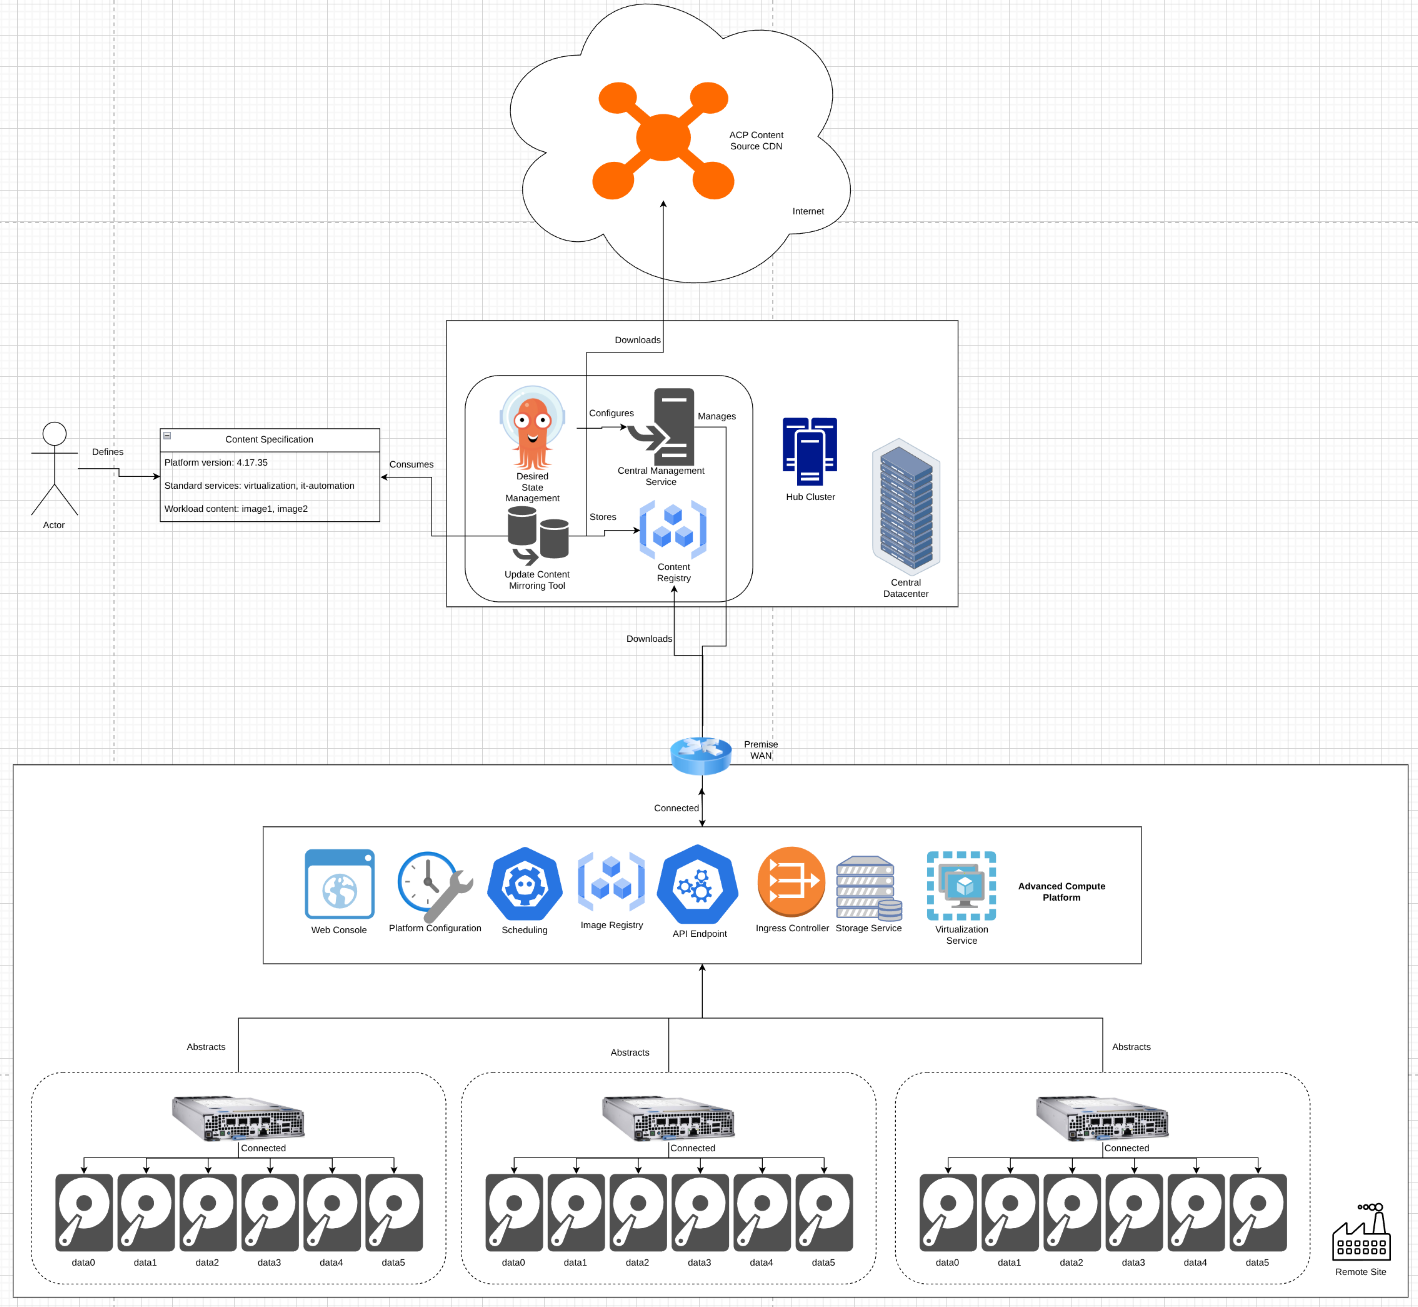 ACP Content
Source CDN
Internet
Downloads
Configures
Manages
Desired
State
Management
Central Management
Service
Hub Cluster
Actor
Defines
Content Specification
Platform version: 4.17.35
Standard services: virtualization, it-automation
Workload content: image1, image2
Consumes
Stores
Update Content
Mirroring Tool
Content
Registry
Central
Datacenter
Downloads
Premise
WAN
Connected
Web Console
Platform Configuration
Scheduling
Image Registry
API Endpoint
Ingress Controller
Storage Service
Virtualization
Service
Advanced Compute
Platform
Abstracts
Abstracts
Abstracts
Connected
Connected
Connected
data0
data1
data2
data3
data4
data5
data0
data1
data2
data3
data4
data5
data0
data1
data2
data3
data4
data5
Remote Site